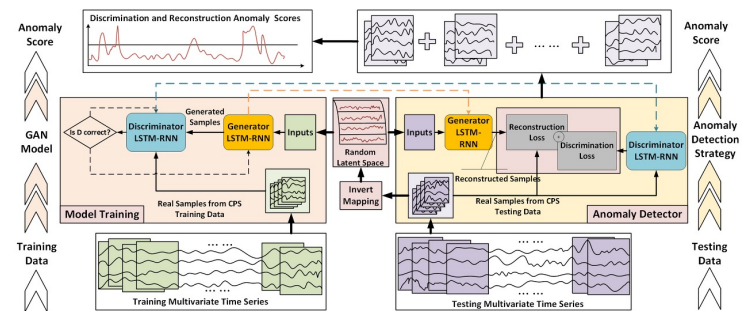 Anomaly
Score
Discrimination and Reconstruction Anomaly Scores
Anomaly
Score
GAN
Model
Is D correct?
Discriminator
LSTM-RNN
Generated
Samples
Generator
LSTM-RNN
Inputs
Random
Latent Space
Invert
Mapping
Real Samples from CPS
Training Data
Model Training
Inputs
Generator
LSTM-
RNN
Reconstruction
Loss
Discrimination
Loss
Discriminator
LSTM-RNN
Reconstructed Samples
Real Samples from CPS
Testing Data
Anomaly Detector
Anomaly
Detection
Strategy
Training
Data
... ...
... ...
Training Multivariate Time Series
... ...
... ...
Testing Multivariate Time Series
Testing
Data